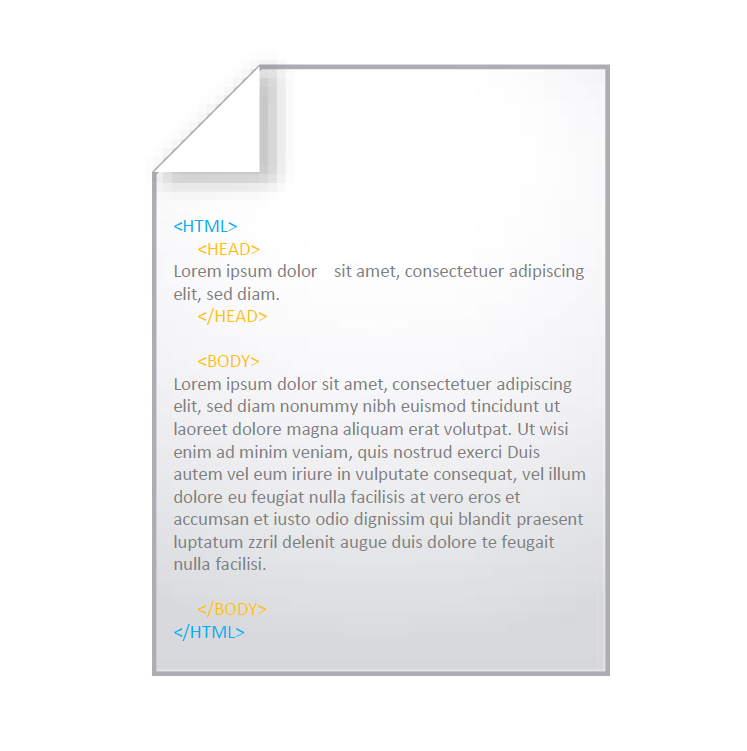 <HTML>
<HEAD>
Lorem ipsum dolor    sit amet, consectetuer adipiscing
elit, sed diam.
</HEAD>
<BODY>
Lorem ipsum dolor sit amet, consectetuer adipiscing
elit, sed diam nonummy nibh euismod tincidunt ut
laoreet dolore magna aliquam erat volutpat. Ut wisi
enim ad minim veniam, quis nostrud exerci Duis
autem vel eum iriure in vulputate consequat, vel illum
dolore eu feugiat nulla facilisis at vero eros et
accumsan et iusto odio dignissim qui blandit praesent
luptatum zzril delenit augue duis dolore te feugait
nulla facilisi.
</BODY>
</HTML>